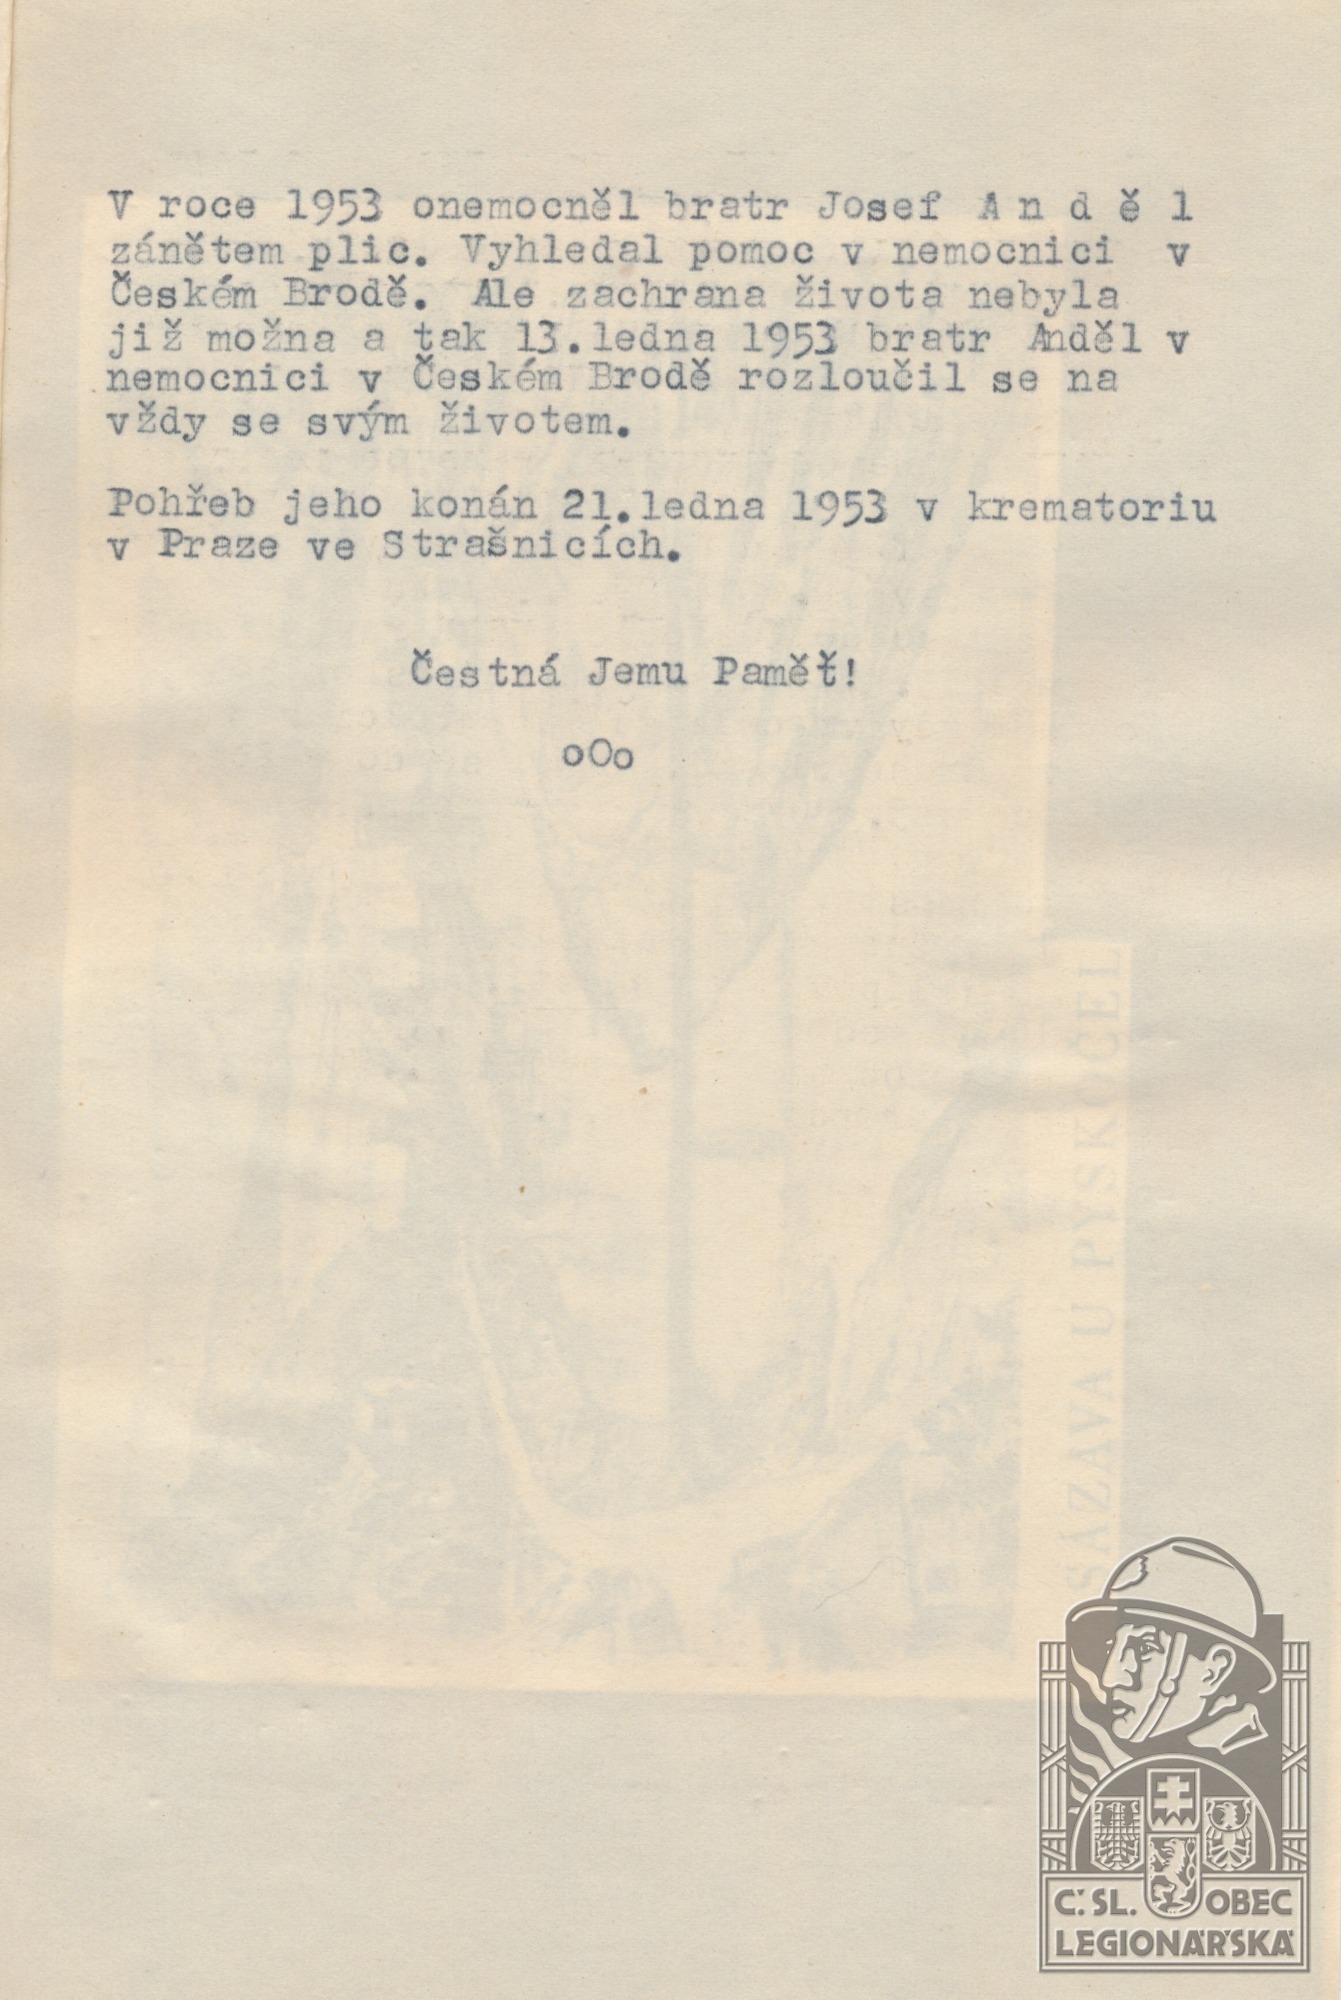 V roce 1953 onemocněl bratr Josef A n d ě l
zánětem plic. Vyhledal pomoc v nemocnici v
Českém Brodě. Ale zachrana života nebyla
již možna a tak 13.ledna 1953 bratr Anděl v
nemocnici v Českém Brodě rozloučil se na
vždy se svým životem.
Pohřeb jeho konán 21.ledna 1953 v krematoriu
v Praze ve Strašnicích.
Čestná Jemu Paměť!
oOo
SÁZAVA U PYSKOČEL
Č. SL. OBEC
LEGIONÁŘSKÁ